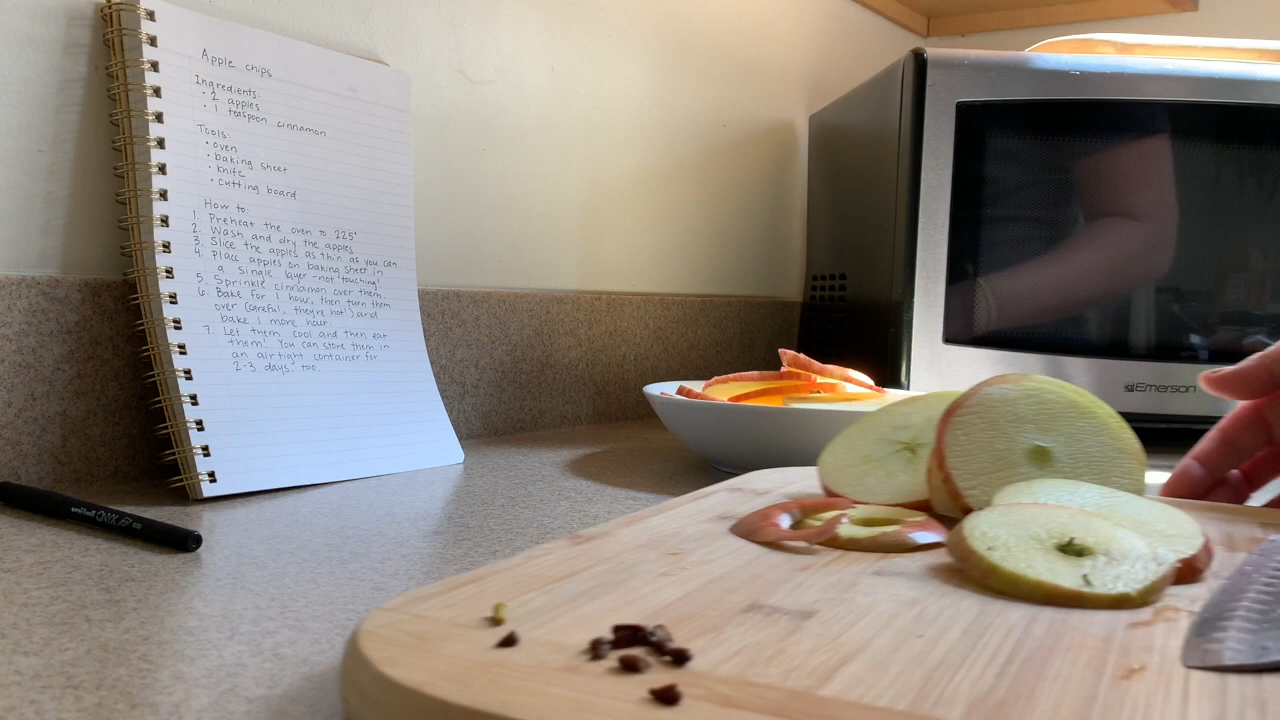 Apple chips
Ingredients:
• 2 apples
• 1 teaspoon cinnamon
Tools:
• oven
• baking sheet
• knife
• cutting board
How to:
1. Preheat the oven to 225°
2. Wash and dry the apples
3. Slice the apples as thin as you can
4. Place apples on baking sheet in
a single layer - not touching!
5. Sprinkle cinnamon over them.
6. Bake for 1 hour, then turn them
over (careful, they're hot!) and
bake 1 more hour.
7. Let them cool and then eat
them! You can store them in
an air tight container for
2-3 days, too.
Emerson
uni-ball